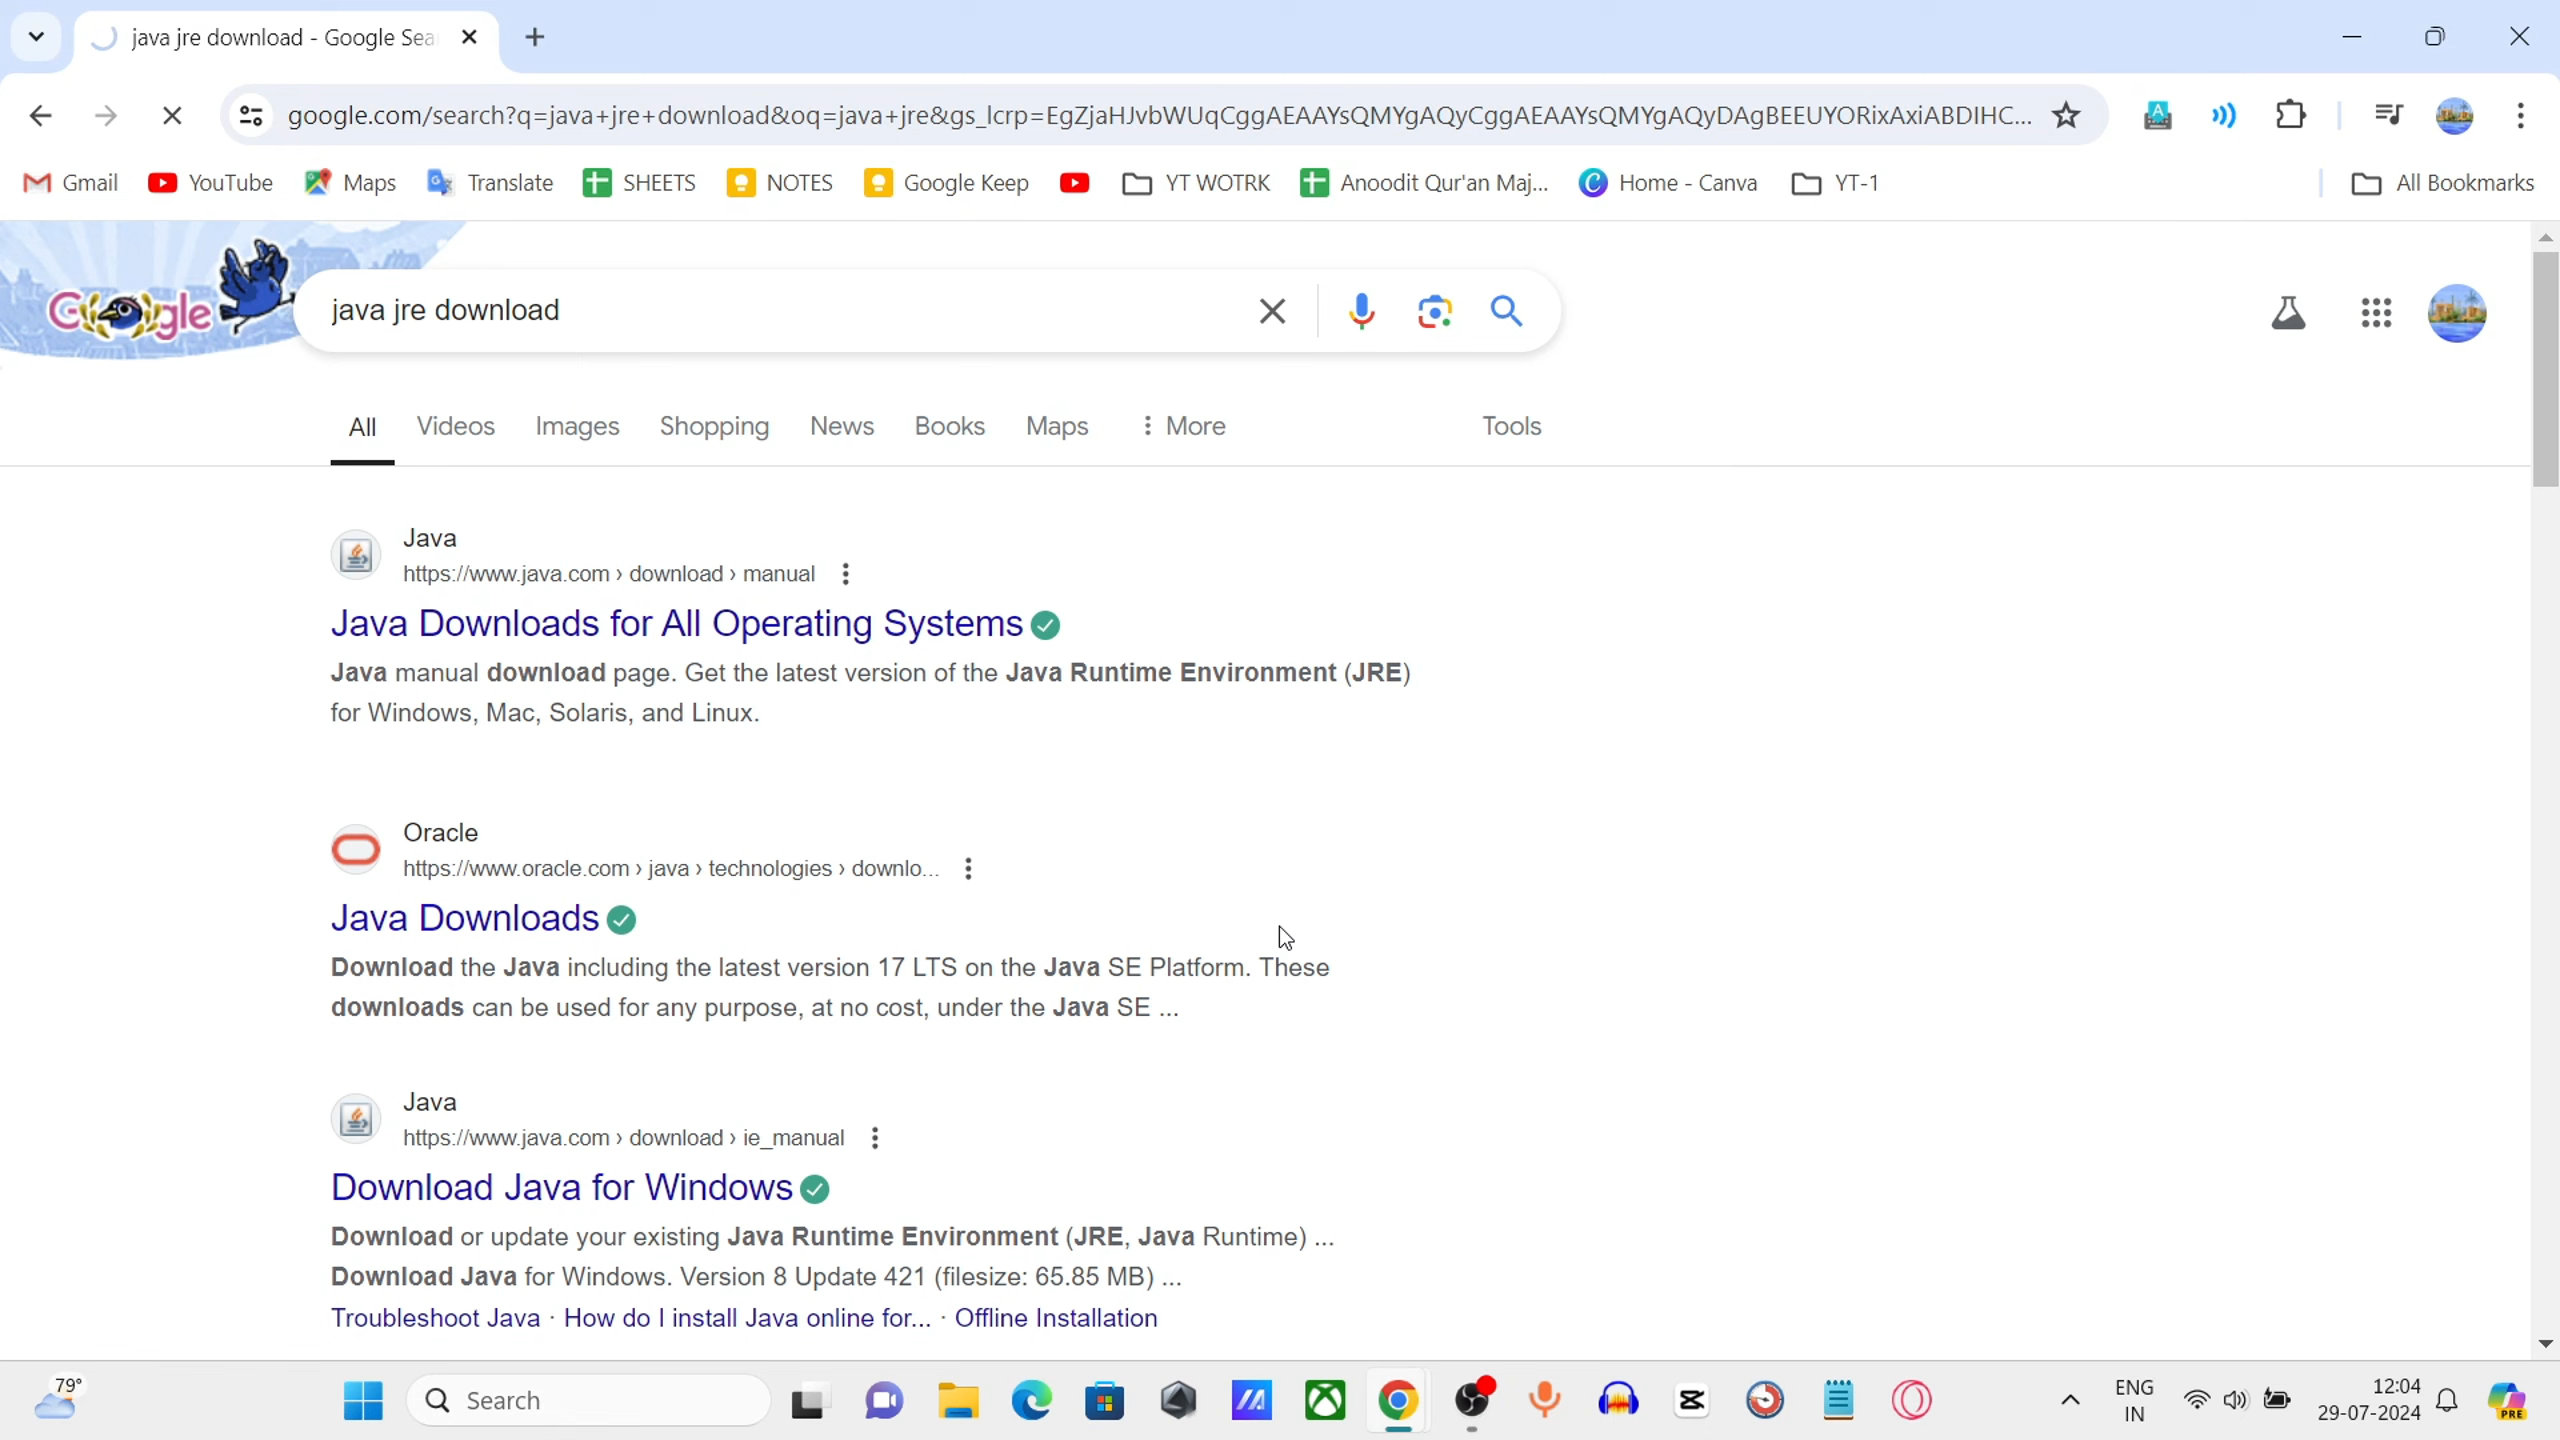 java jre download - Google Sea
google.com/search?q=java+jre+download&oq=java+jre&gs_lcrp=EgZjaHJvbWUqCggAEAAYsQMYgAQyCggAEAAYsQMYgAQyDAgBEEUYORixAxiABDIHC...
Gmail YouTube Maps Translate SHEETS NOTES Google Keep YT WOTRK Anoodit Qur'an Maj... Home - Canva YT-1 All Bookmarks
Google java jre download
All Videos Images Shopping News Books Maps More Tools
Java
https://www.java.com › download › manual
Java Downloads for All Operating Systems
Java manual download page. Get the latest version of the Java Runtime Environment (JRE)
for Windows, Mac, Solaris, and Linux.
Oracle
https://www.oracle.com › java › technologies › downlo...
Java Downloads
Download the Java including the latest version 17 LTS on the Java SE Platform. These
downloads can be used for any purpose, at no cost, under the Java SE ...
Java
https://www.java.com › download › ie_manual
Download Java for Windows
Download or update your existing Java Runtime Environment (JRE, Java Runtime) ...
Download Java for Windows. Version 8 Update 421 (filesize: 65.85 MB) ...
Troubleshoot Java · How do I install Java online for... · Offline Installation
79°
Search
ENG
IN
12:04
29-07-2024
PRE